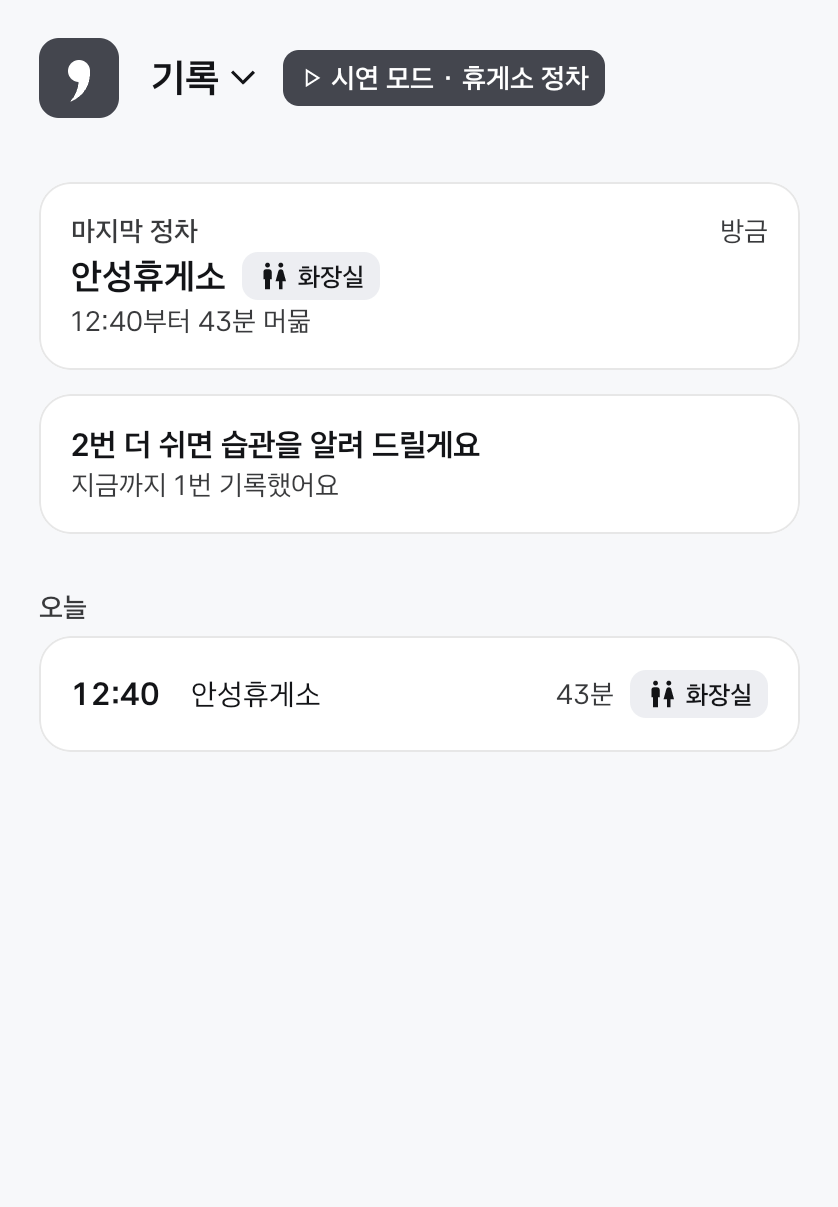 기록
시연 모드 · 휴게소 정차
마지막 정차
방금
안성휴게소
화장실
12:40부터 43분 머묾
2번 더 쉬면 습관을 알려 드릴게요
지금까지 1번 기록했어요
오늘
12:40 안성휴게소 43분 화장실